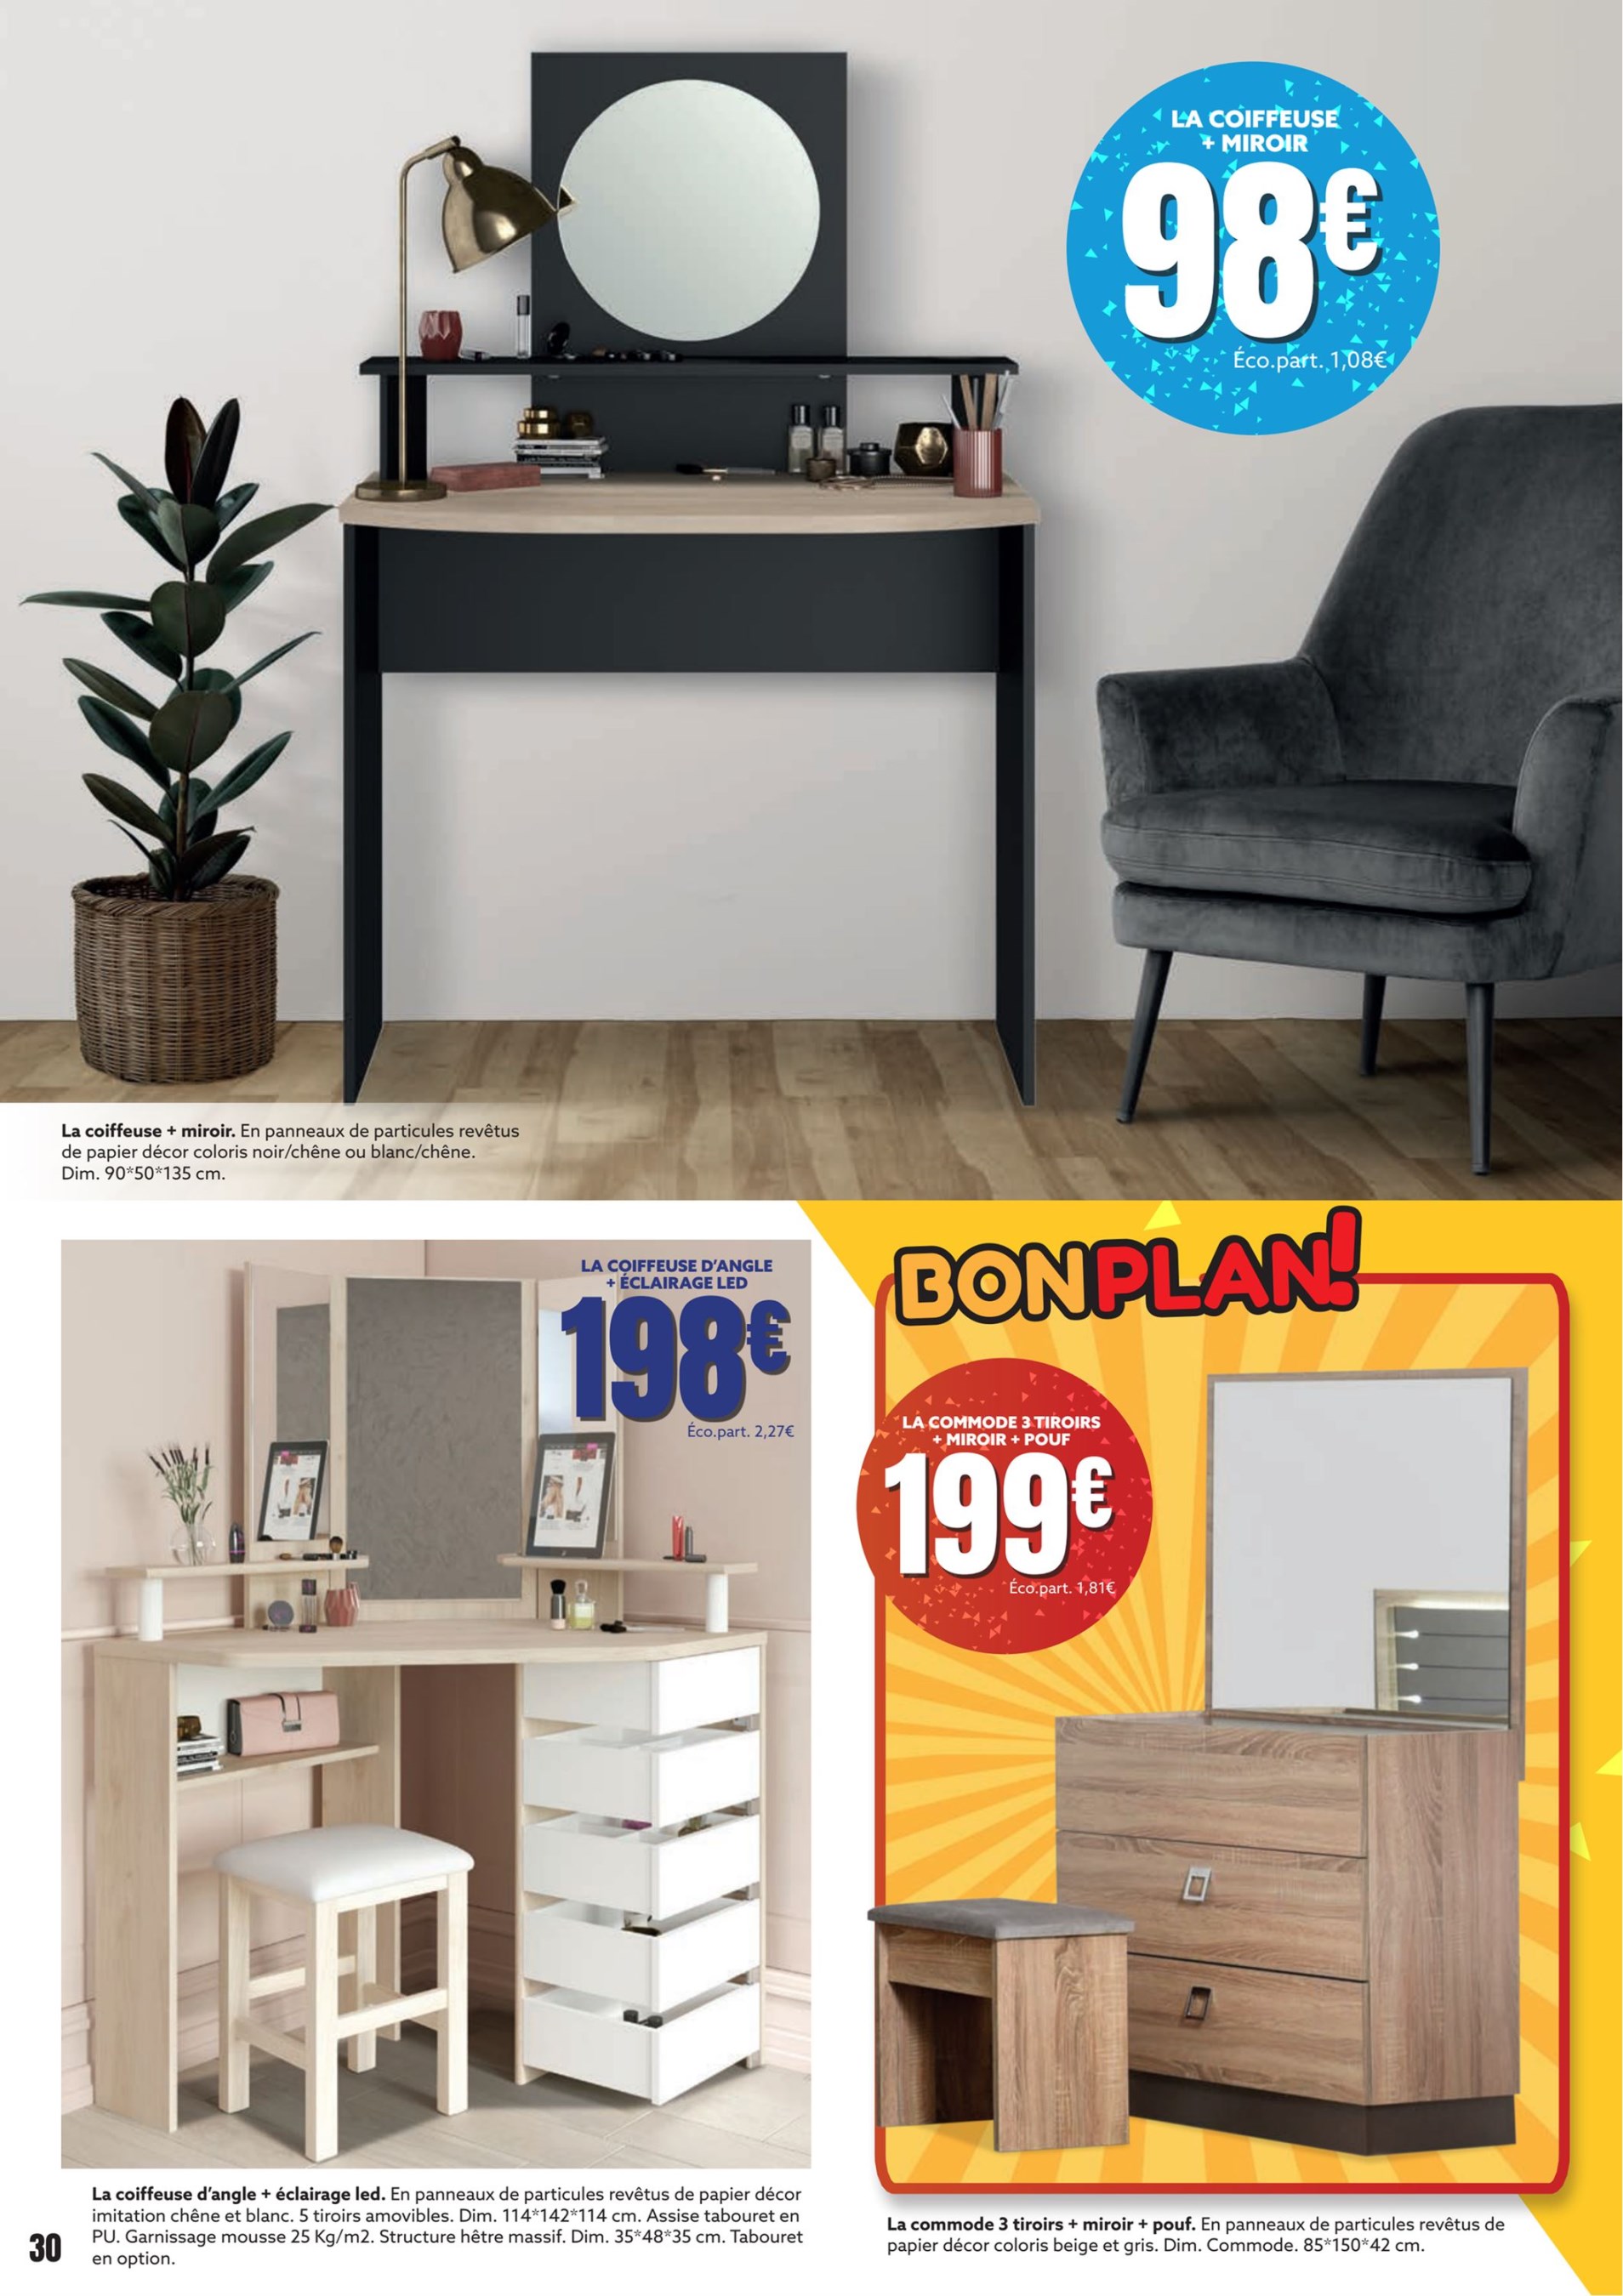 LA COIFFEUSE
+ MIROIR
98€
Éco.part. 1,08€
La coiffeuse + miroir. En panneaux de particules revêtus
de papier décor coloris noir/chêne ou blanc/chêne.
Dim. 90*50*135 cm.
LA COIFFEUSE D'ANGLE
+ ÉCLAIRAGE LED
198€
Éco.part. 2,27€
La coiffeuse d'angle + éclairage led. En panneaux de particules revêtus de papier décor
imitation chêne et blanc. 5 tiroirs amovibles. Dim. 114*142*114 cm. Assise tabouret en
PU. Garnissage mousse 25 Kg/m2. Structure hêtre massif. Dim. 35*48*35 cm. Tabouret
en option.
BONPLAN!
LA COMMODE 3 TIROIRS
+ MIROIR + POUF
199€
Éco.part. 1,81€
La commode 3 tiroirs + miroir + pouf. En panneaux de particules revêtus de
papier décor coloris beige et gris. Dim. Commode. 85*150*42 cm.
30